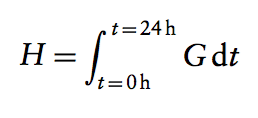 H = ∫_{t=0h}^{t=24h} G dt